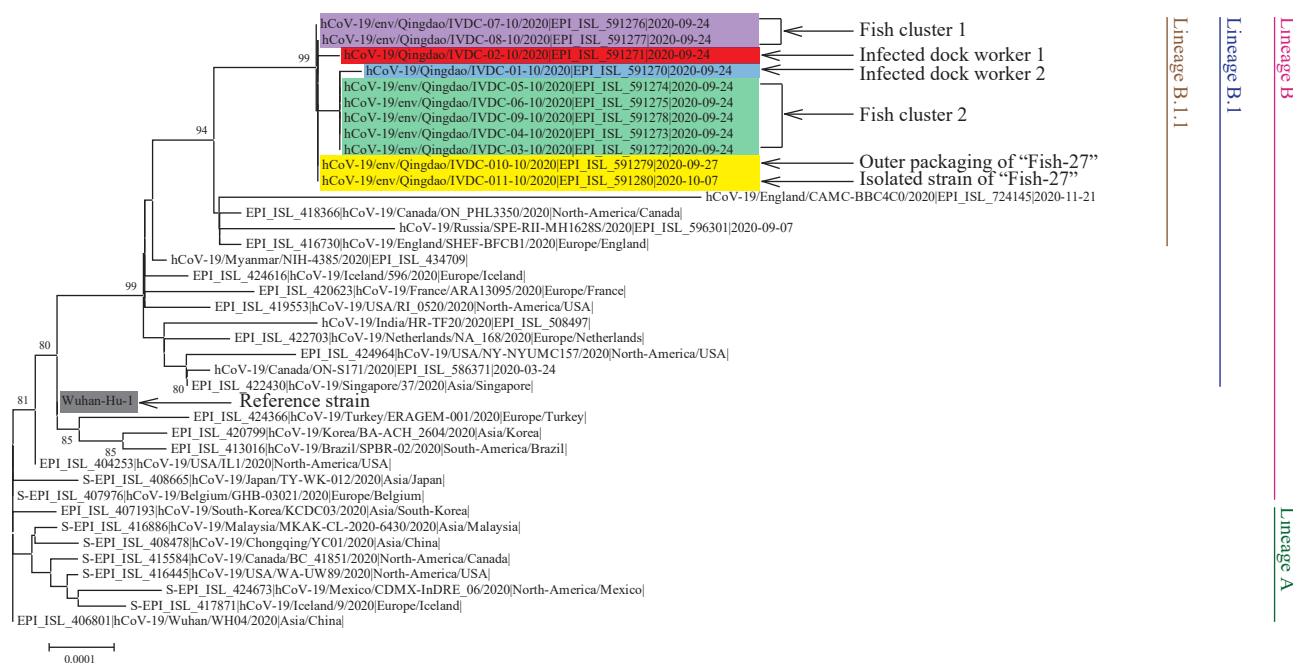 hCoV-19/env/Qingdao/IVDC-07-10/2020|EPI_ISL_591276|2020-09-24
hCoV-19/env/Qingdao/IVDC-08-10/2020|EPI_ISL_591277|2020-09-24
Fish cluster 1
hCoV-19/Qingdao/IVDC-02-10/2020|EPI_ISL_591271|2020-09-24
Infected dock worker 1
99
hCoV-19/Qingdao/IVDC-01-10/2020|EPI_ISL_591270|2020-09-24
Infected dock worker 2
hCoV-19/env/Qingdao/IVDC-05-10/2020|EPI_ISL_591274|2020-09-24
hCoV-19/env/Qingdao/IVDC-06-10/2020|EPI_ISL_591275|2020-09-24
hCoV-19/env/Qingdao/IVDC-09-10/2020|EPI_ISL_591278|2020-09-24
Fish cluster 2
hCoV-19/env/Qingdao/IVDC-04-10/2020|EPI_ISL_591273|2020-09-24
94
hCoV-19/env/Qingdao/IVDC-03-10/2020|EPI_ISL_591272|2020-09-24
hCoV-19/env/Qingdao/IVDC-010-10/2020|EPI_ISL_591279|2020-09-27
Outer packaging of “Fish-27”
hCoV-19/env/Qingdao/IVDC-011-10/2020|EPI_ISL_591280|2020-10-07
Isolated strain of “Fish-27”
hCoV-19/England/CAMC-BBC4C0/2020|EPI_ISL_724145|2020-11-21
EPI_ISL_418366|hCoV-19/Canada/ON_PHL3350/2020|North-America/Canada|
hCoV-19/Russia/SPE-RII-MH1628S/2020|EPI_ISL_596301|2020-09-07
EPI_ISL_416730|hCoV-19/England/SHEF-BFCB1/2020|Europe/England|
hCoV-19/Myanmar/NIH-4385/2020|EPI_ISL_434709|
EPI_ISL_424616|hCoV-19/Iceland/596/2020|Europe/Iceland|
99
EPI_ISL_420623|hCoV-19/France/ARA13095/2020|Europe/France|
EPI_ISL_419553|hCoV-19/USA/RI_0520/2020|North-America/USA|
hCoV-19/India/HR-TF20/2020|EPI_ISL_508497|
EPI_ISL_422703|hCoV-19/Netherlands/NA_168/2020|Europe/Netherlands|
80
EPI_ISL_424964|hCoV-19/USA/NY-NYUMC157/2020|North-America/USA|
hCoV-19/Canada/ON-S171/2020|EPI_ISL_586371|2020-03-24
80
EPI_ISL_422430|hCoV-19/Singapore/37/2020|Asia/Singapore|
81
Wuhan-Hu-1
Reference strain
EPI_ISL_424366|hCoV-19/Turkey/ERAGEM-001/2020|Europe/Turkey|
85
EPI_ISL_420799|hCoV-19/Korea/BA-ACH_2604/2020|Asia/Korea|
85
EPI_ISL_413016|hCoV-19/Brazil/SPBR-02/2020|South-America/Brazil|
EPI_ISL_404253|hCoV-19/USA/IL1/2020|North-America/USA|
S-EPI_ISL_408665|hCoV-19/Japan/TY-WK-012/2020|Asia/Japan|
S-EPI_ISL_407976|hCoV-19/Belgium/GHB-03021/2020|Europe/Belgium|
EPI_ISL_407193|hCoV-19/South-Korea/KCDC03/2020|Asia/South-Korea|
S-EPI_ISL_416886|hCoV-19/Malaysia/MKAK-CL-2020-6430/2020|Asia/Malaysia|
S-EPI_ISL_408478|hCoV-19/Chongqing/YC01/2020|Asia/China|
S-EPI_ISL_415584|hCoV-19/Canada/BC_41851/2020|North-America/Canada|
S-EPI_ISL_416445|hCoV-19/USA/WA-UW89/2020|North-America/USA|
S-EPI_ISL_424673|hCoV-19/Mexico/CDMX-InDRE_06/2020|North-America/Mexico|
S-EPI_ISL_417871|hCoV-19/Iceland/9/2020|Europe/Iceland|
EPI_ISL_406801|hCoV-19/Wuhan/WH04/2020|Asia/China|
0.0001
Lineage B.1.1
Lineage B.1
Lineage B
Lineage A